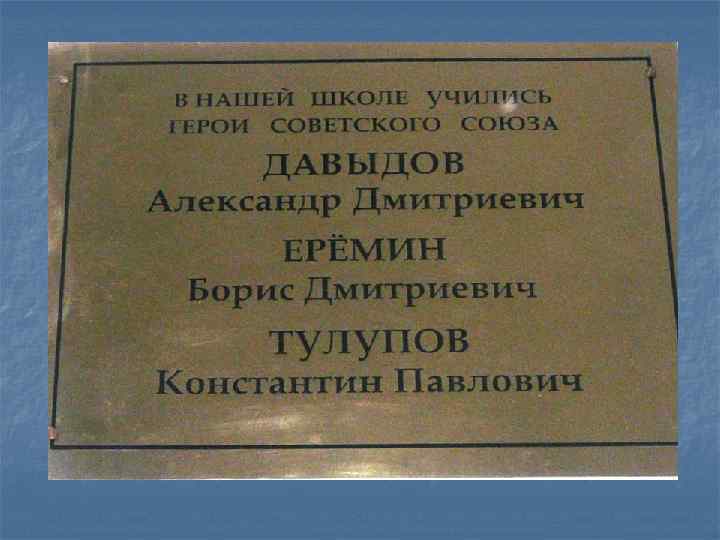 В НАШЕЙ ШКОЛЕ УЧИЛИСЬ
ГЕРОИ СОВЕТСКОГО СОЮЗА
ДАВЫДОВ
Александр Дмитриевич
ЕРЁМИН
Борис Дмитриевич
ТУЛУПОВ
Константин Павлович